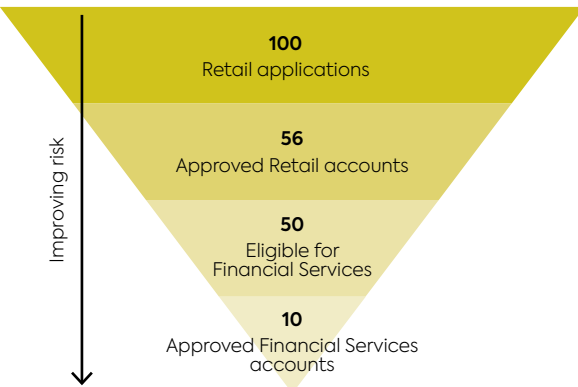 100
Retail applications
56
Approved Retail accounts
Improving risk
50
Eligible for
Financial Services
10
Approved Financial Services
accounts